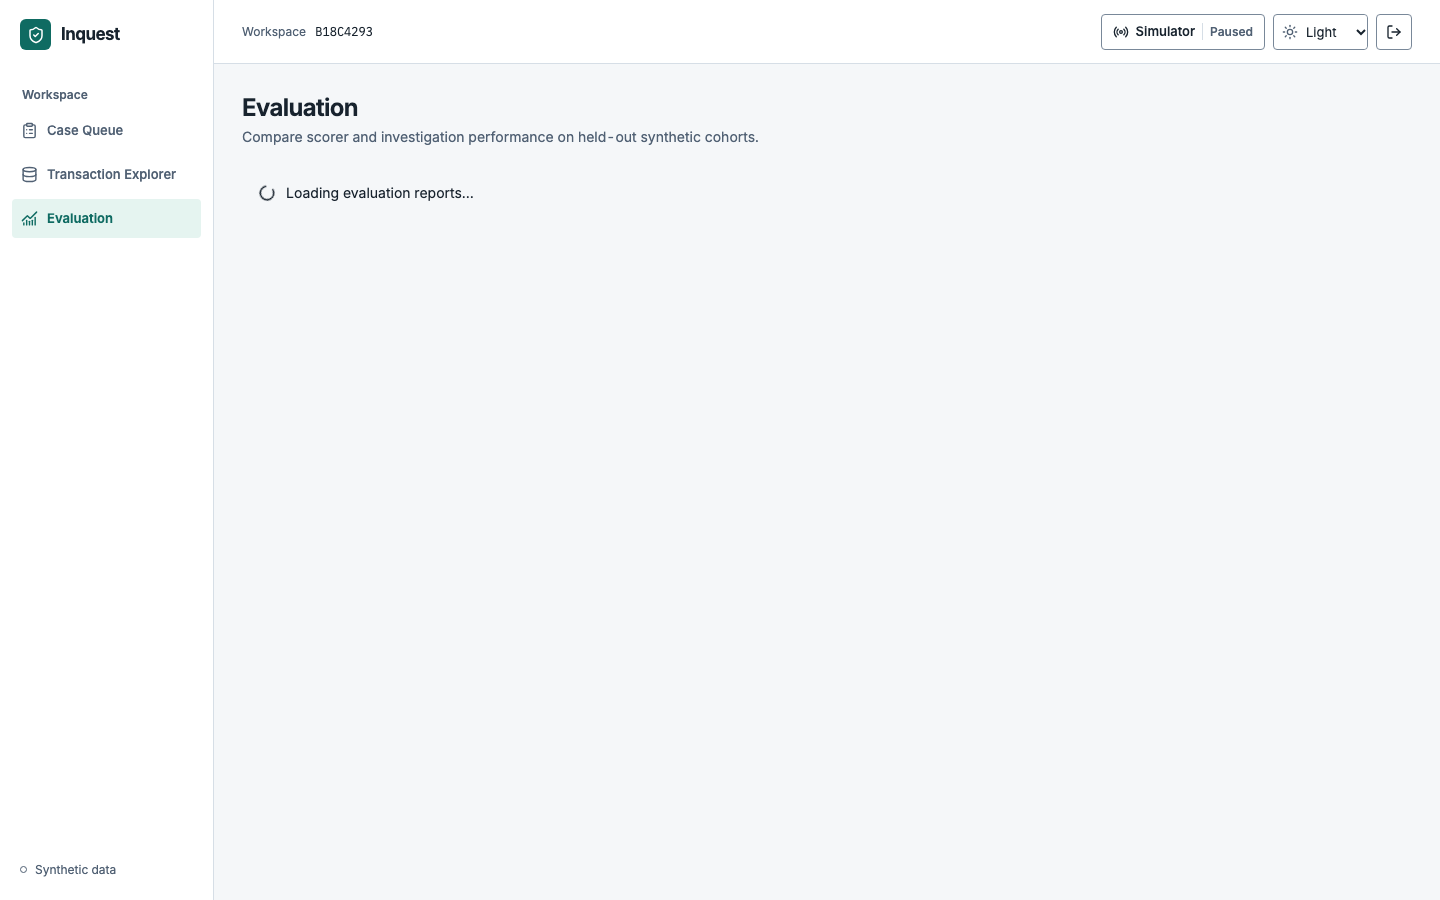 Inquest
Workspace
Case Queue
Transaction Explorer
Evaluation
Synthetic data
Workspace B18C4293
Simulator Paused
Light
Evaluation
Compare scorer and investigation performance on held-out synthetic cohorts.
Loading evaluation reports...